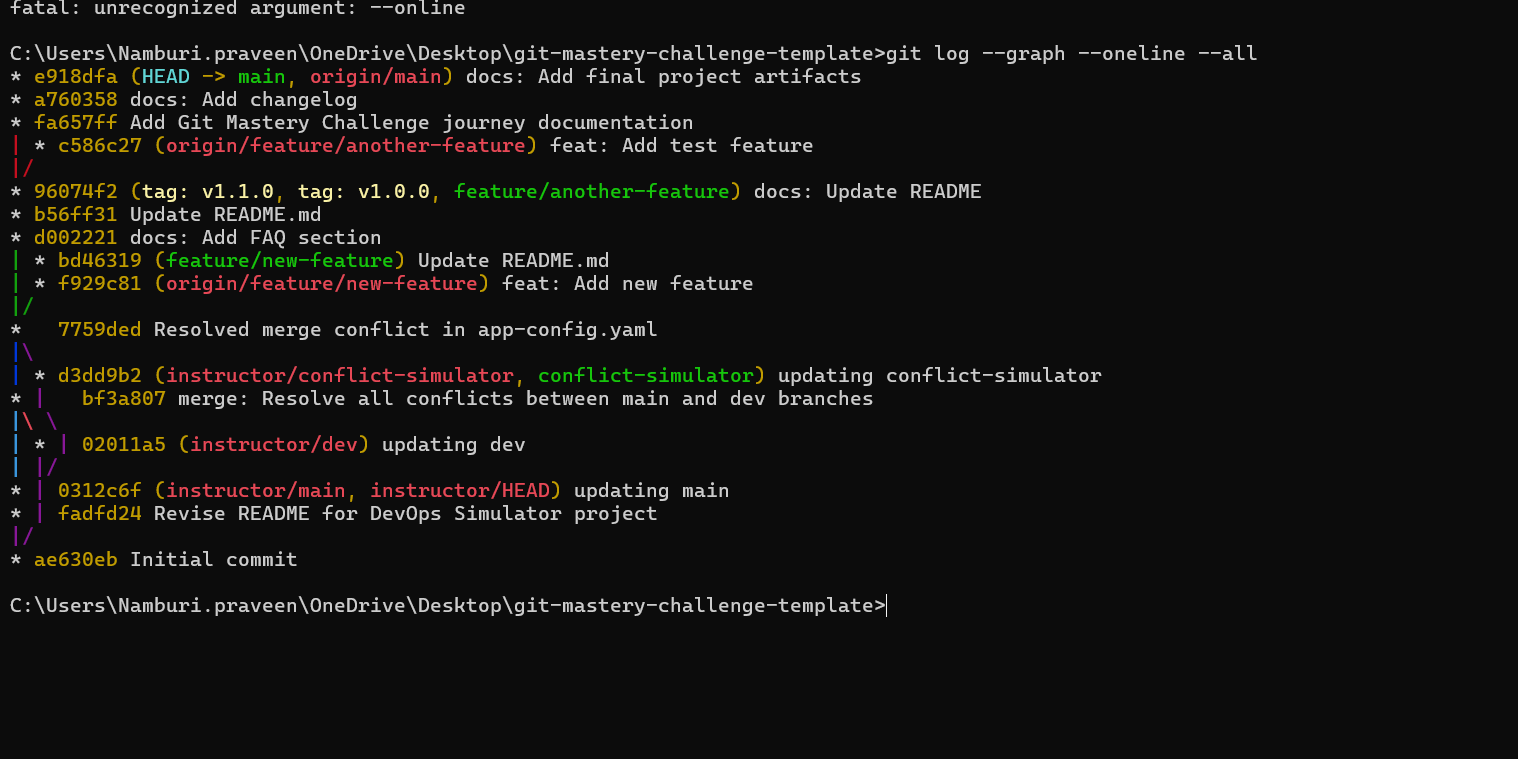 fatal: unrecognized argument: --online
C:\Users\Namburi.praveen\OneDrive\Desktop\git-mastery-challenge-template>git log --graph --oneline --all
* e918dfa (HEAD -> main, origin/main) docs: Add final project artifacts
* a760358 docs: Add changelog
* fa657ff Add Git Mastery Challenge journey documentation
| * c586c27 (origin/feature/another-feature) feat: Add test feature
|/
* 96074f2 (tag: v1.1.0, tag: v1.0.0, feature/another-feature) docs: Update README
* b56ff31 Update README.md
* d002221 docs: Add FAQ section
| * bd46319 (feature/new-feature) Update README.md
| * f929c81 (origin/feature/new-feature) feat: Add new feature
|/
*   7759ded Resolved merge conflict in app-config.yaml
|\
| * d3dd9b2 (instructor/conflict-simulator, conflict-simulator) updating conflict-simulator
* |   bf3a807 merge: Resolve all conflicts between main and dev branches
|\ \
| * | 02011a5 (instructor/dev) updating dev
| |/
* | 0312c6f (instructor/main, instructor/HEAD) updating main
* | fadfd24 Revise README for DevOps Simulator project
|/
* ae630eb Initial commit
C:\Users\Namburi.praveen\OneDrive\Desktop\git-mastery-challenge-template>